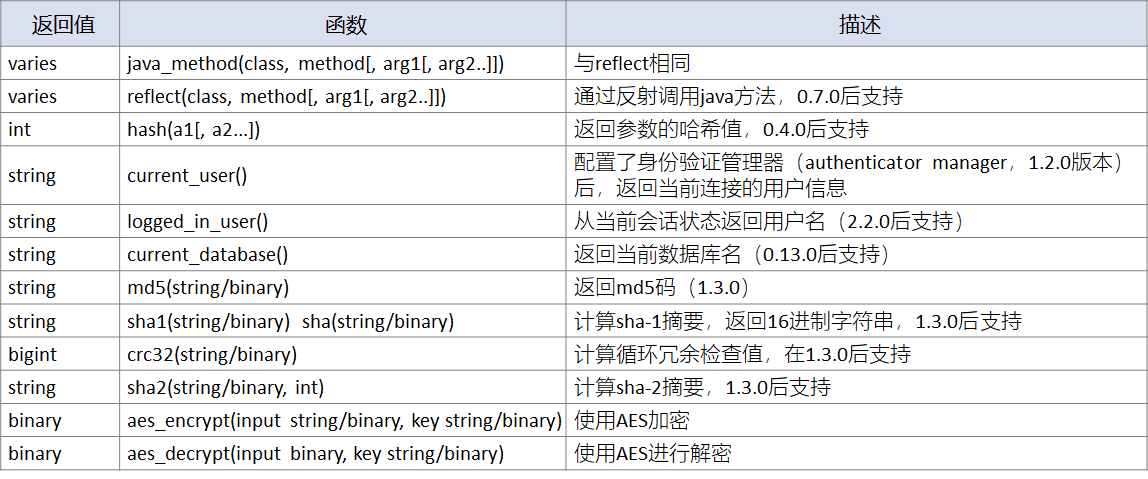 返回值 函数 描述
varies java_method(class, method[, arg1[, arg2..]]) 与reflect相同
varies reflect(class, method[, arg1[, arg2..]]) 通过反射调用java方法，0.7.0后支持
int hash(a1[, a2...]) 返回参数的哈希值，0.4.0后支持
string current_user() 配置了身份验证管理器（authenticator manager，1.2.0版本）
后，返回当前连接的用户信息
string logged_in_user() 从当前会话状态返回用户名（2.2.0后支持）
string current_database() 返回当前数据库名（0.13.0后支持）
string md5(string/binary) 返回md5码（1.3.0）
string sha1(string/binary) sha(string/binary) 计算sha-1摘要，返回16进制字符串，1.3.0后支持
bigint crc32(string/binary) 计算循环冗余检查值，在1.3.0后支持
string sha2(string/binary, int) 计算sha-2摘要，1.3.0后支持
binary aes_encrypt(input string/binary, key string/binary) 使用AES加密
binary aes_decrypt(input binary, key string/binary) 使用AES进行解密